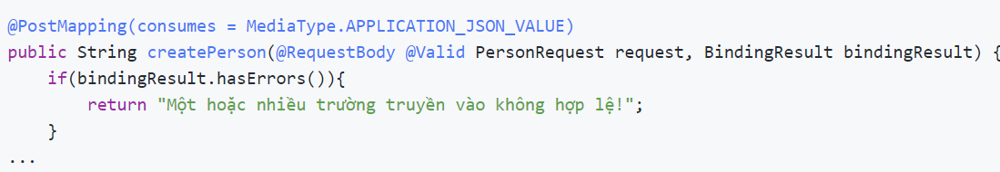 @PostMapping(consumes = MediaType.APPLICATION_JSON_VALUE)
public String createPerson(@RequestBody @Valid PersonRequest request, BindingResult bindingResult) {
    if(bindingResult.hasErrors()){
        return "Một hoặc nhiều trường truyền vào không hợp lệ!";
    }
...